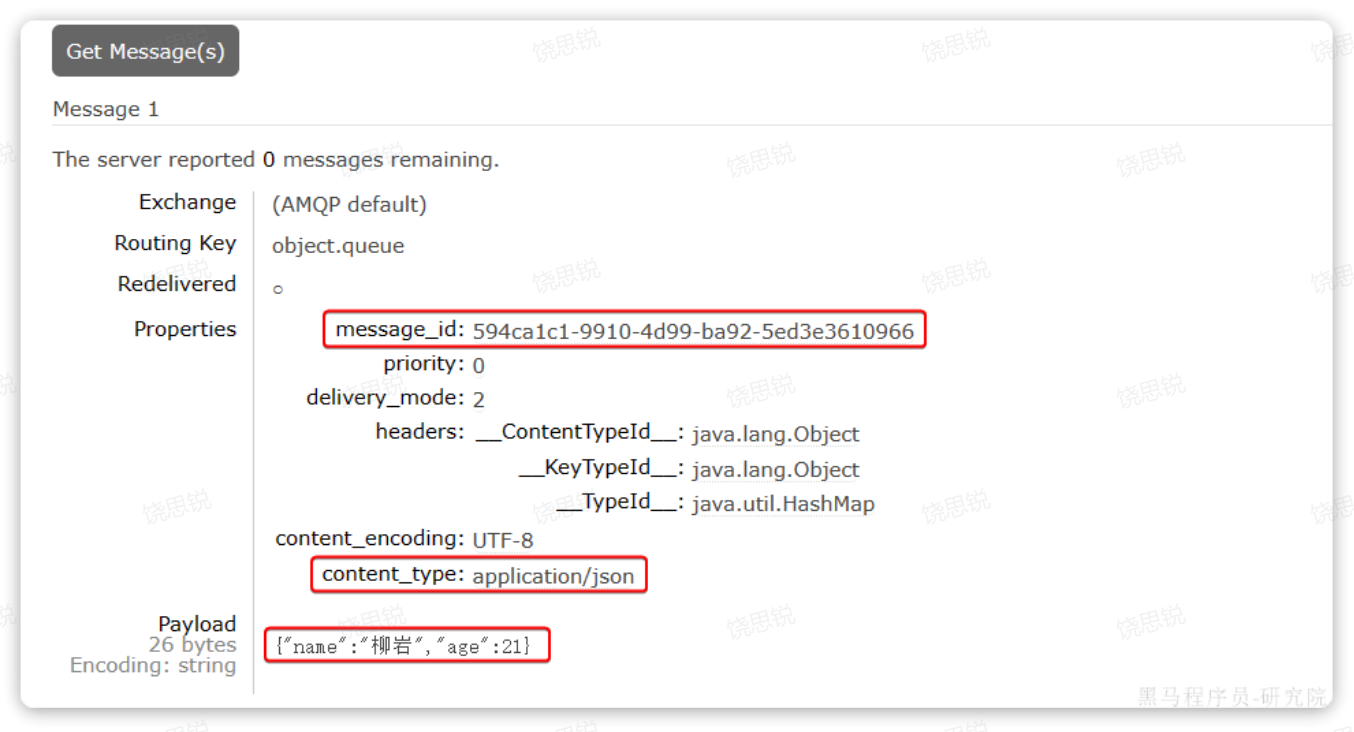 Get Message(s)
Message 1
The server reported 0 messages remaining.
Exchange (AMQP default)
Routing Key object.queue
Redelivered ○
Properties message_id: 594ca1c1-9910-4d99-ba92-5ed3e3610966
priority: 0
delivery_mode: 2
headers: __ContentTypeId__: java.lang.Object
__KeyTypeId__: java.lang.Object
__TypeId__: java.util.HashMap
content_encoding: UTF-8
content_type: application/json
Payload
26 bytes
Encoding: string
{"name":"柳岩","age":21}
黑马程序员-研究院
饶思锐